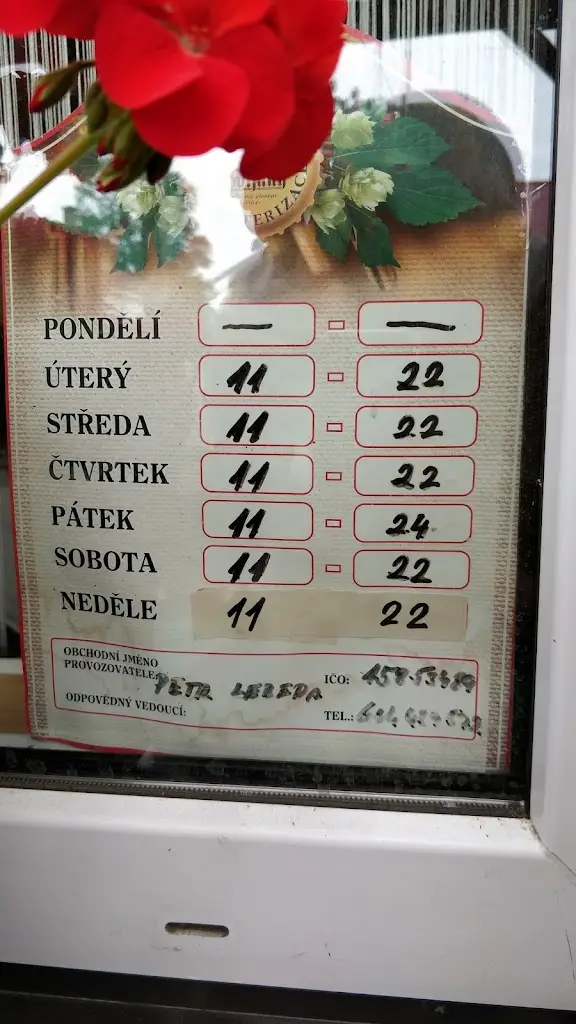 TERIZACE
PONDĚLÍ — - —
ÚTERÝ 11 - 22
STŘEDA 11 - 22
ČTVRTEK 11 - 22
PÁTEK 11 - 24
SOBOTA 11 - 22
NEDĚLE 11 22
OBCHODNÍ JMÉNO
PROVOZOVATELE: PETR LEBEDA IČO:
ODPOVĚDNÝ VEDOUCÍ: TEL.: